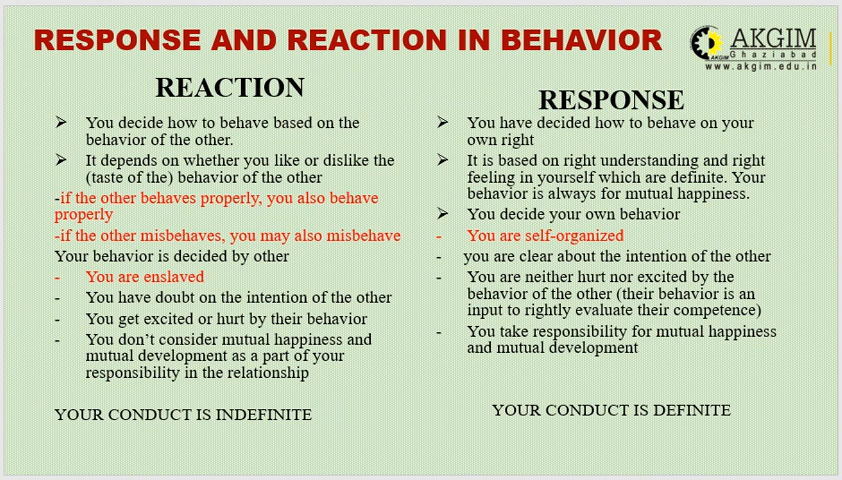 RESPONSE AND REACTION IN BEHAVIOR
AKGIM
Ghaziabad
AKGIM
www.akgim.edu.in
REACTION
➤ You decide how to behave based on the
behavior of the other.
➤ It depends on whether you like or dislike the
(taste of the) behavior of the other
-if the other behaves properly, you also behave
properly
-if the other misbehaves, you may also misbehave
Your behavior is decided by other
- You are enslaved
- You have doubt on the intention of the other
- You get excited or hurt by their behavior
- You don't consider mutual happiness and
mutual development as a part of your
responsibility in the relationship
YOUR CONDUCT IS INDEFINITE
RESPONSE
➤ You have decided how to behave on your
own right
➤ It is based on right understanding and right
feeling in yourself which are definite. Your
behavior is always for mutual happiness.
➤ You decide your own behavior
- You are self-organized
- you are clear about the intention of the other
- You are neither hurt nor excited by the
behavior of the other (their behavior is an
input to rightly evaluate their competence)
- You take responsibility for mutual happiness
and mutual development
YOUR CONDUCT IS DEFINITE